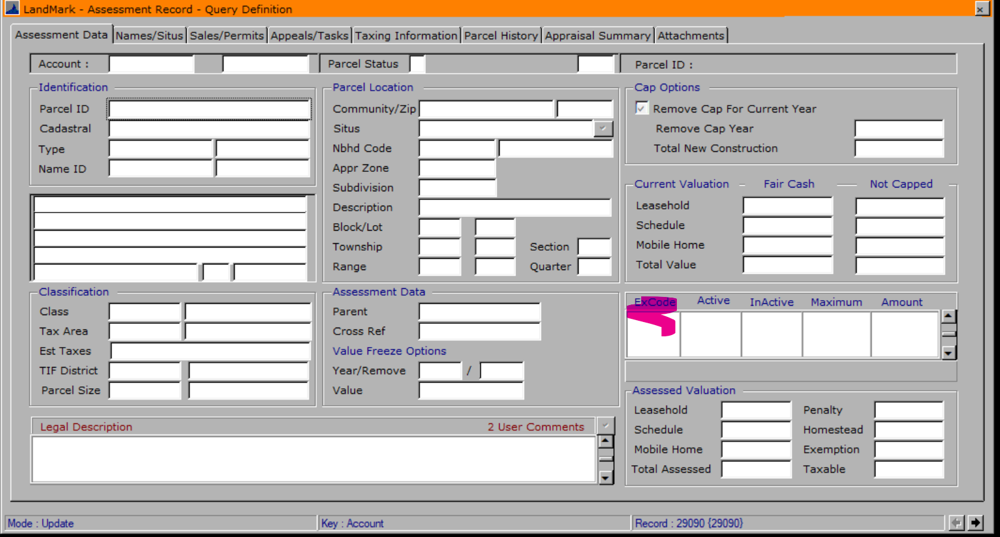 LandMark - Assessment Record - Query Definition
Assessment Data Names/Situs Sales/Permits Appeals/Tasks Taxing Information Parcel History Appraisal Summary Attachments
Account : Parcel Status Parcel ID :
Identification
Parcel ID
Cadastral
Type
Name ID
Parcel Location
Community/Zip
Situs
Nbhd Code
Appr Zone
Subdivision
Description
Block/Lot
Township Section
Range Quarter
Cap Options
Remove Cap For Current Year
Remove Cap Year
Total New Construction
Current Valuation Fair Cash Not Capped
Leasehold
Schedule
Mobile Home
Total Value
Classification
Class
Tax Area
Est Taxes
TIF District
Parcel Size
Assessment Data
Parent
Cross Ref
Value Freeze Options
Year/Remove /
Value
ExCode Active InActive Maximum Amount
Assessed Valuation
Leasehold Penalty
Schedule Homestead
Mobile Home Exemption
Total Assessed Taxable
Legal Description 2 User Comments
Mode : Update Key : Account Record : 29090 {29090}